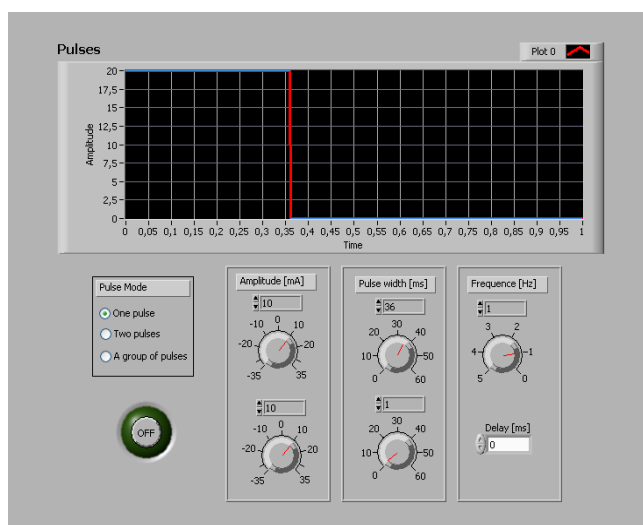 Pulses
Plot 0
Amplitude
20
17,5
15
12,5
10
7,5
5
2,5
0
0 0,05 0,1 0,15 0,2 0,25 0,3 0,35 0,4 0,45 0,5 0,55 0,6 0,65 0,7 0,75 0,8 0,85 0,9 0,95 1
Time
Pulse Mode
One pulse
Two pulses
A group of pulses
OFF
Amplitude [mA]
10
-10 0 10
-20 20
-35 35
10
-10 0 10
-20 20
-35 35
Pulse width [ms]
36
20 30 40
10 50
0 60
1
20 30 40
10 50
0 60
Frequence [Hz]
1
3 2
4 1
5 0
Delay [ms]
0